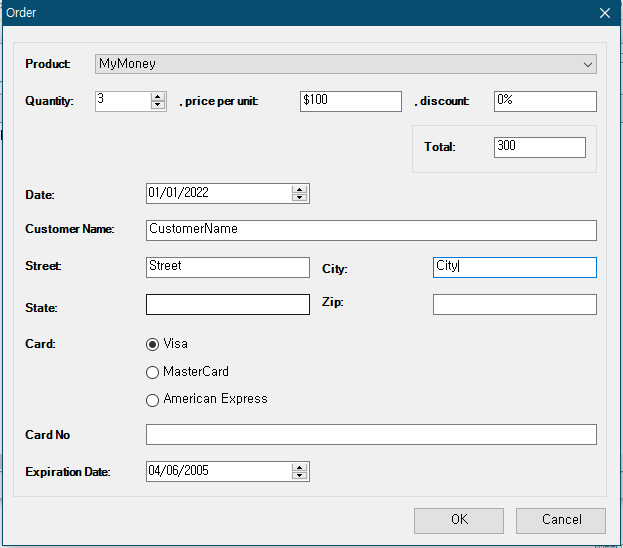 Order
Product: MyMoney
Quantity: 3 , price per unit: $100 , discount: 0%
Total: 300
Date: 01/01/2022
Customer Name: CustomerName
Street: Street City: City
State: Zip:
Card: Visa
MasterCard
American Express
Card No
Expiration Date: 04/06/2005
OK Cancel